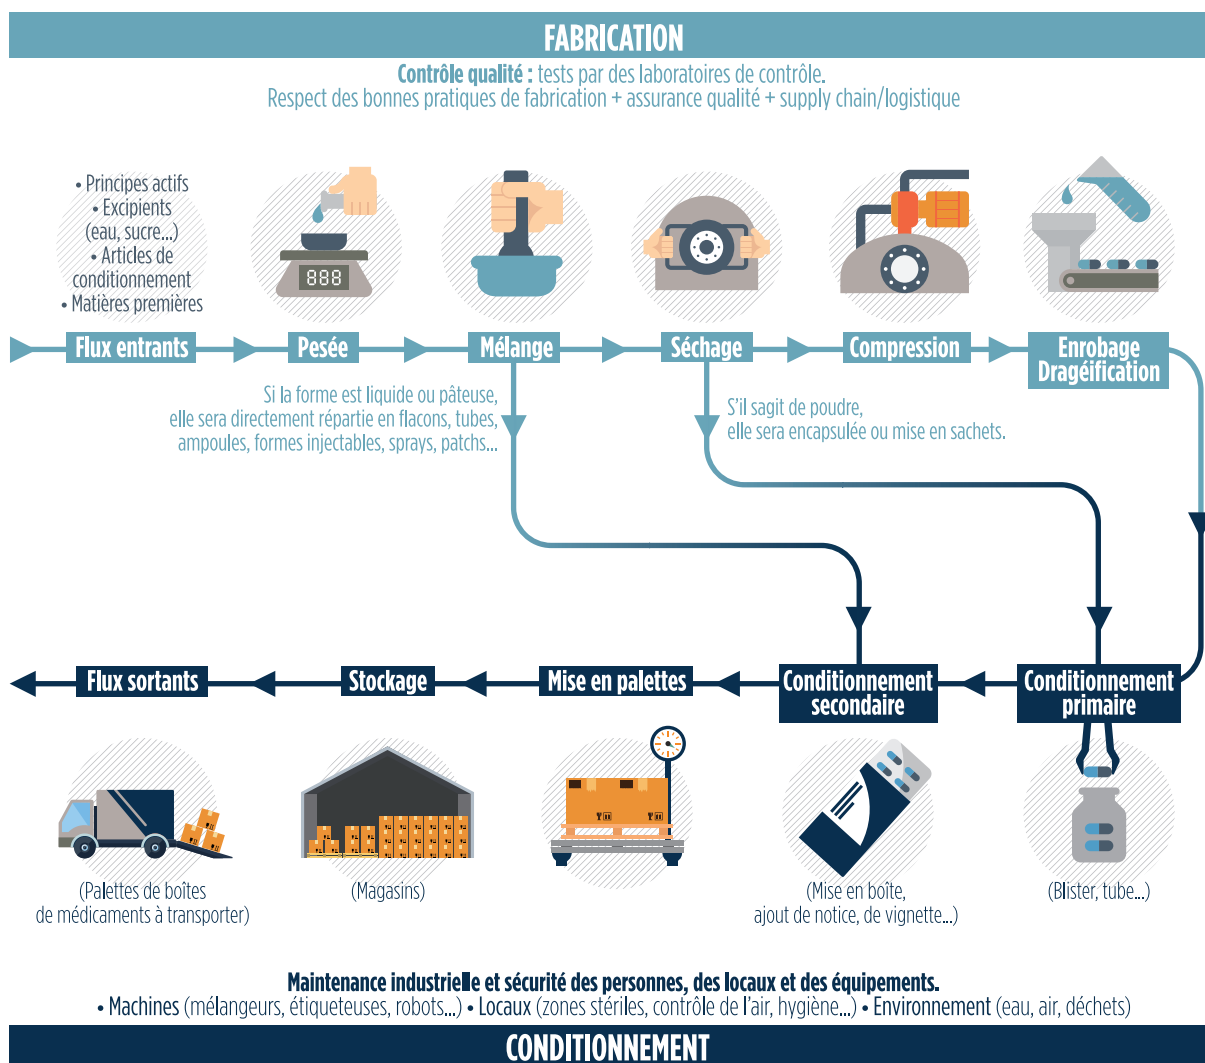 FABRICATION
Contrôle qualité : tests par des laboratoires de contrôle.
Respect des bonnes pratiques de fabrication + assurance qualité + supply chain/logistique
• Principes actifs
• Excipients
(eau, sucre...)
• Articles de
conditionnement
• Matières premières
888
Flux entrants
Pesée
Mélange
Séchage
Compression
Enrobage
Dragéification
Si la forme est liquide ou pâteuse,
elle sera directement répartie en flacons, tubes,
ampoules, formes injectables, sprays, patchs...
S'il sagit de poudre,
elle sera encapsulée ou mise en sachets.
Flux sortants
Stockage
Mise en palettes
Conditionnement
secondaire
Conditionnement
primaire
(Palettes de boîtes
de médicaments à transporter)
(Magasins)
(Mise en boîte,
ajout de notice, de vignette...)
(Blister, tube...)
Maintenance industrielle et sécurité des personnes, des locaux et des équipements.
• Machines (mélangeurs, étiqueteuses, robots...) • Locaux (zones stériles, contrôle de l'air, hygiène...) • Environnement (eau, air, déchets)
CONDITIONNEMENT